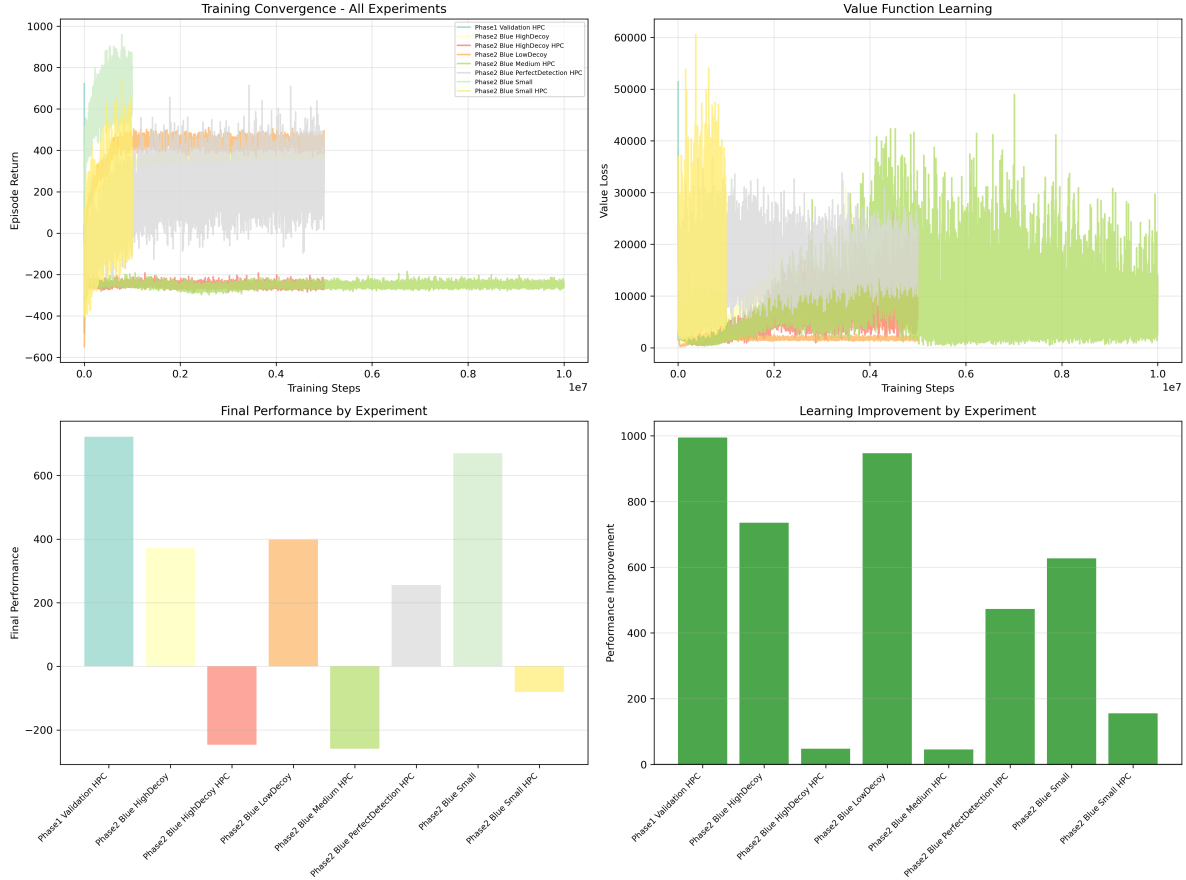 Training Convergence - All Experiments
1000
800
600
400
200
0
−200
−400
−600
Episode Return
Phase1 Validation HPC
Phase2 Blue HighDecoy
Phase2 Blue HighDecoy HPC
Phase2 Blue LowDecoy
Phase2 Blue Medium HPC
Phase2 Blue PerfectDetection HPC
Phase2 Blue Small
Phase2 Blue Small HPC
0.0 0.2 0.4 0.6 0.8 1.0
1e7
Training Steps
Value Function Learning
60000
50000
40000
30000
20000
10000
0
Value Loss
0.0 0.2 0.4 0.6 0.8 1.0
1e7
Training Steps
Final Performance by Experiment
600
400
200
0
−200
Final Performance
Phase1 Validation HPC
Phase2 Blue HighDecoy
Phase2 Blue HighDecoy HPC
Phase2 Blue LowDecoy
Phase2 Blue Medium HPC
Phase2 Blue PerfectDetection HPC
Phase2 Blue Small
Phase2 Blue Small HPC
Learning Improvement by Experiment
1000
800
600
400
200
0
Performance Improvement
Phase1 Validation HPC
Phase2 Blue HighDecoy
Phase2 Blue HighDecoy HPC
Phase2 Blue LowDecoy
Phase2 Blue Medium HPC
Phase2 Blue PerfectDetection HPC
Phase2 Blue Small
Phase2 Blue Small HPC